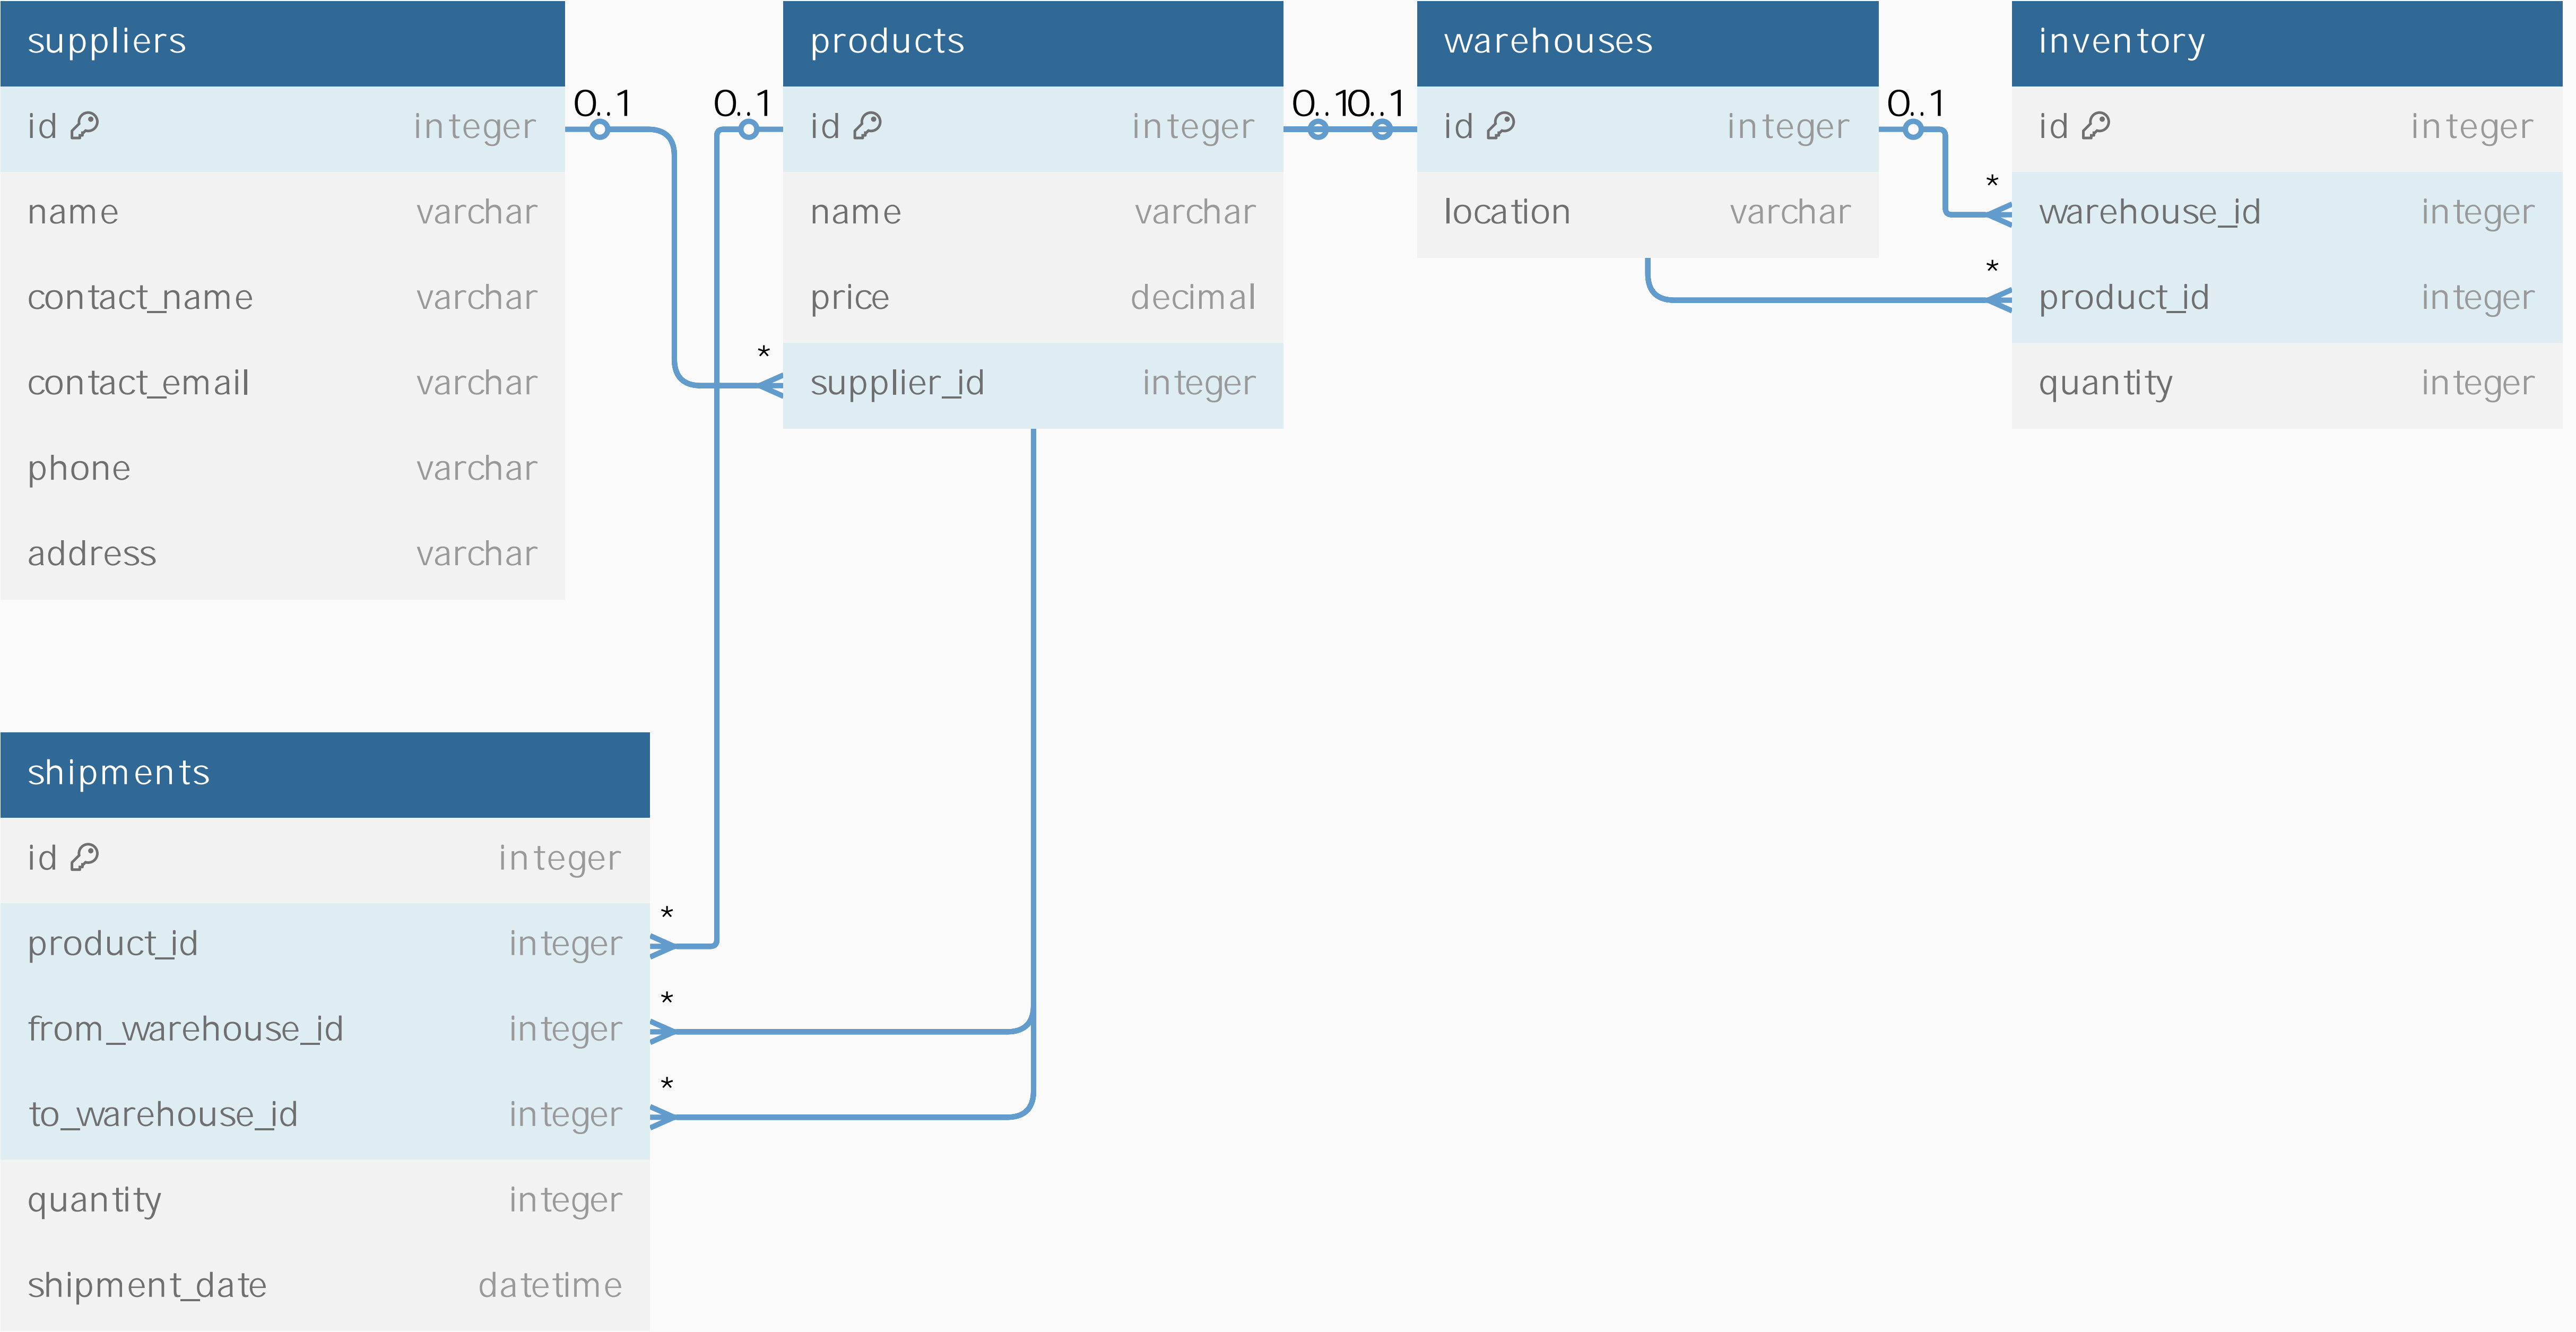 suppliers
id integer
name varchar
contact_name varchar
contact_email varchar
phone varchar
address varchar
0..1
0..1
*
products
id integer
name varchar
price decimal
supplier_id integer
0..1
0..1
warehouses
id integer
location varchar
0..1
*
*
inventory
id integer
warehouse_id integer
product_id integer
quantity integer
shipments
id integer
product_id integer
from_warehouse_id integer
to_warehouse_id integer
quantity integer
shipment_date datetime
*
*
*